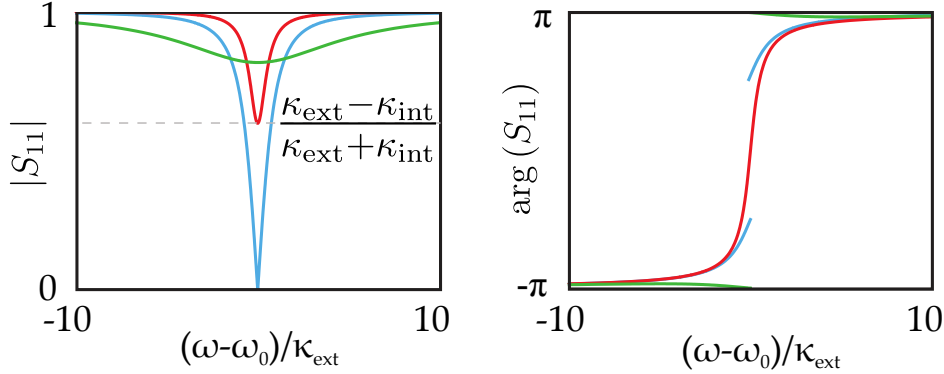 1
|S₁₁|
κext−κint
κext+κint
0
-10
10
(ω-ω₀)/κext
π
arg (S₁₁)
-π
-10
10
(ω-ω₀)/κext